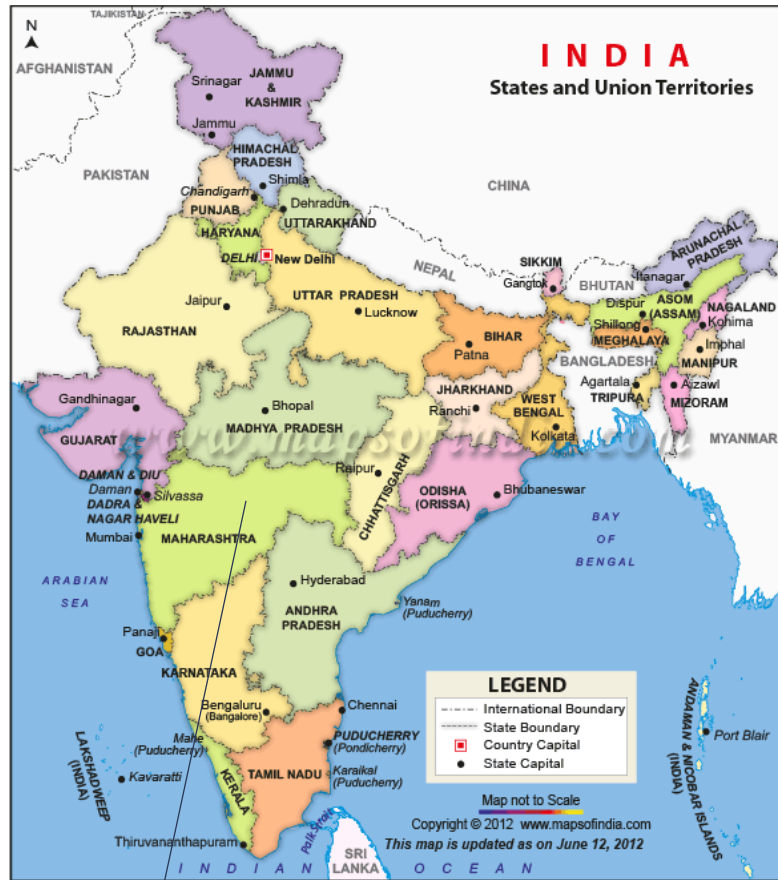 TAJIKISTAN
N
AFGHANISTAN
INDIA
States and Union Territories
JAMMU
&
KASHMIR
Srinagar
Jammu
HIMACHAL
PRADESH
PAKISTAN
CHINA
Shimla
Chandigarh
PUNJAB
Dehradun
UTTARAKHAND
HARYANA
DELHI
New Delhi
NEPAL
SIKKIM
Gangtok
BHUTAN
ARUNACHAL
PRADESH
Itanagar
Jaipur
RAJASTHAN
UTTAR PRADESH
Lucknow
BIHAR
Patna
Dispur
ASOM
(ASSAM)
NAGALAND
Shillong
MEGHALAYA
Kohima
Imphal
MANIPUR
BANGLADESH
Agartala
TRIPURA
Aizawl
MIZORAM
MYANMAR
Gandhinagar
GUJARAT
Bhopal
MADHYA PRADESH
JHARKHAND
Ranchi
WEST
BENGAL
Kolkata
www.mapsofindia.com
DAMAN & DIU
Daman
Silvassa
DADRA &
NAGAR HAVELI
Mumbai
MAHARASHTRA
Raipur
CHHATTISGARH
ODISHA
(ORISSA)
Bhubaneswar
BAY
OF
BENGAL
ARABIAN
SEA
Hyderabad
ANDHRA
PRADESH
Yanam
(Puducherry)
Panaji
GOA
KARNATAKA
Bengaluru
(Bangalore)
Chennai
Mahe
(Puducherry)
PUDUCHERRY
(Pondicherry)
LAKSHADWEEP
(INDIA)
Kavaratti
KERALA
TAMIL NADU
Karaikal
(Puducherry)
Thiruvananthapuram
Palk Strait
SRI
LANKA
INDIAN OCEAN
LEGEND
International Boundary
State Boundary
Country Capital
State Capital
ANDAMAN & NICOBAR ISLANDS
(INDIA)
Port Blair
Map not to Scale
Copyright © 2012 www.mapsofindia.com
This map is updated as on June 12, 2012